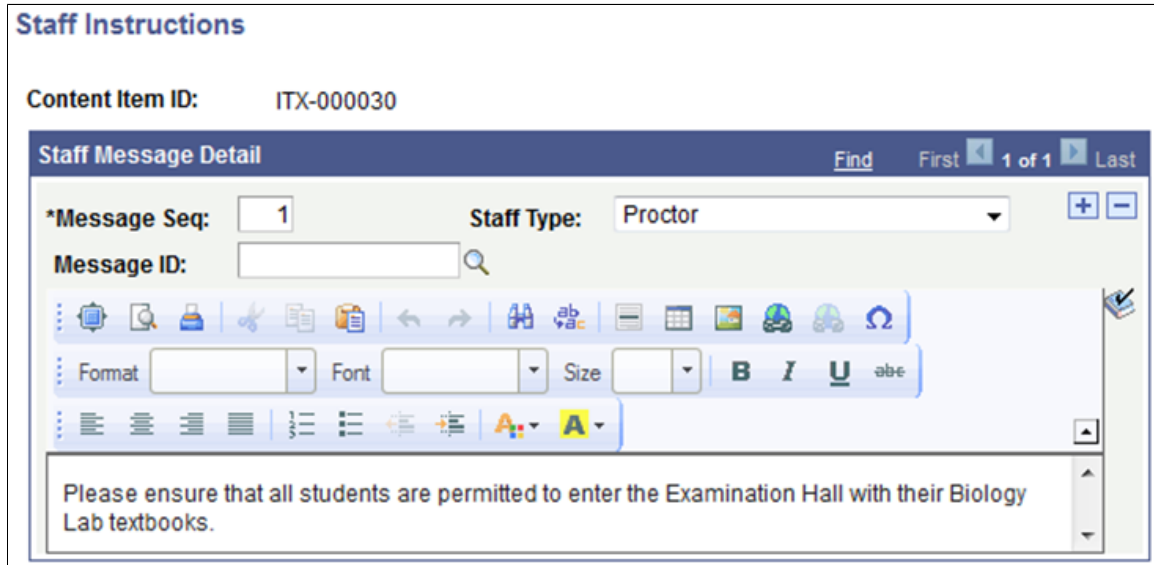 Staff Instructions
Content Item ID: ITX-000030
Staff Message Detail Find First 1 of 1 Last
*Message Seq: 1 Staff Type: Proctor
Message ID:
Format Font Size B I U abc
A A
Please ensure that all students are permitted to enter the Examination Hall with their Biology
Lab textbooks.